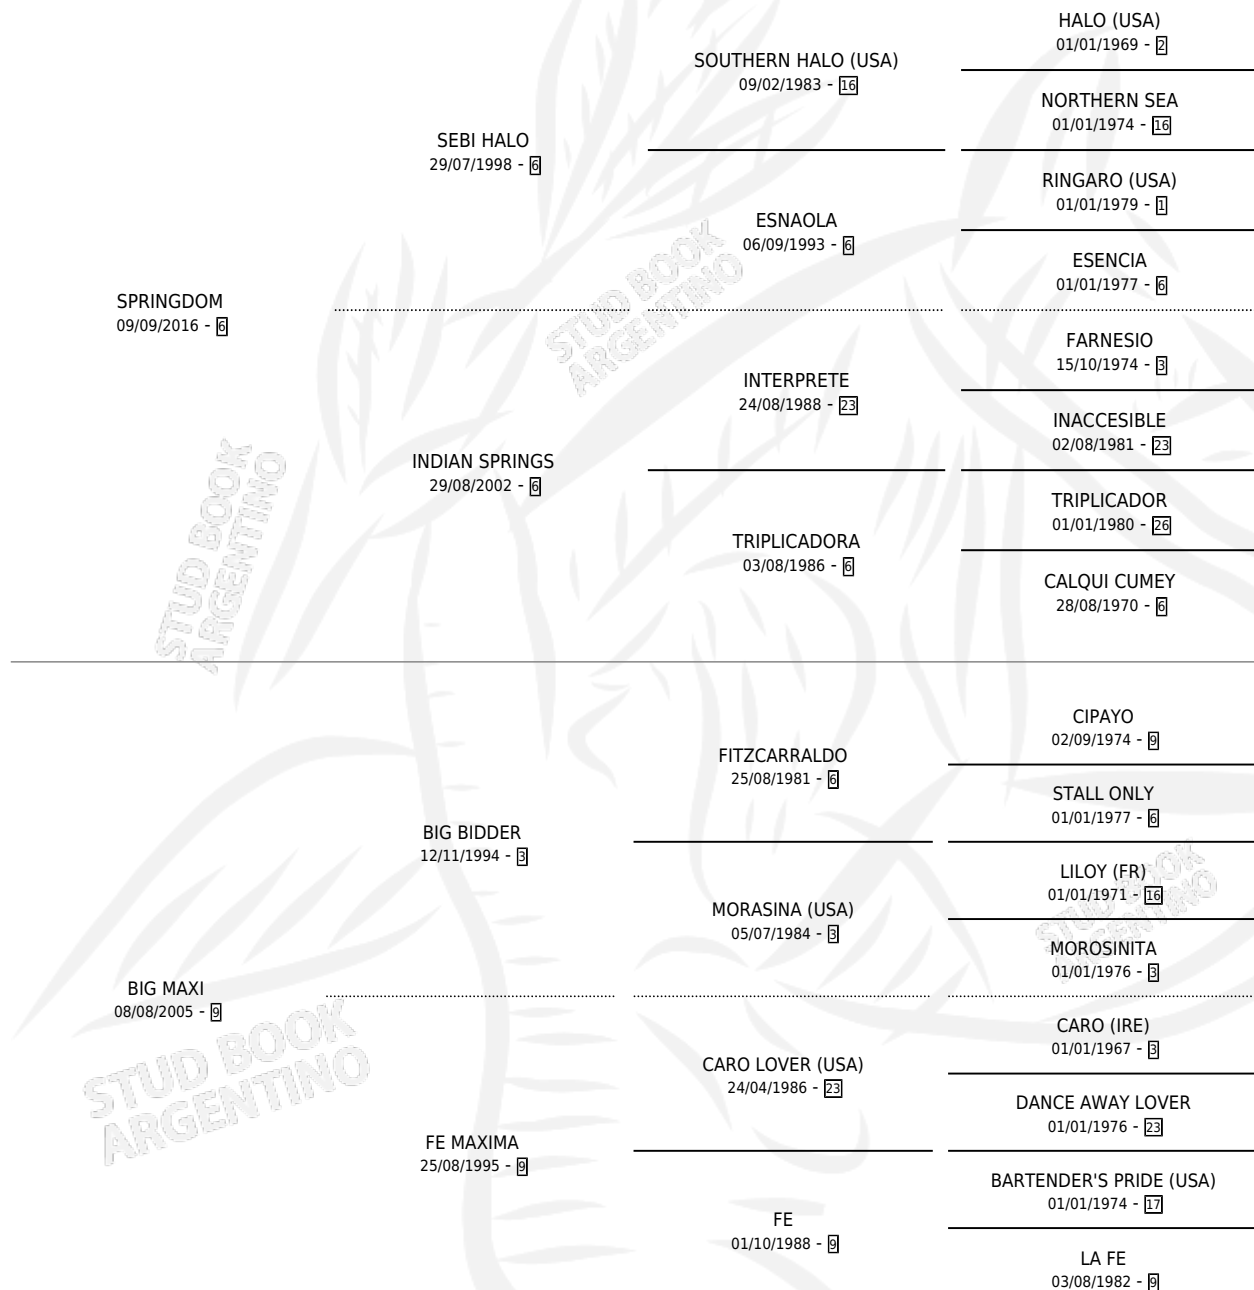 HALO (USA)
01/01/1969 - 2
SOUTHERN HALO (USA)
09/02/1983 - 16
NORTHERN SEA
01/01/1974 - 16
SEBI HALO
29/07/1998 - 6
RINGARO (USA)
01/01/1979 - 1
ESNAOLA
06/09/1993 - 6
ESENCIA
01/01/1977 - 6
SPRINGDOM
09/09/2016 - 6
FARNESIO
15/10/1974 - 3
INTERPRETE
24/08/1988 - 23
INACCESIBLE
02/08/1981 - 23
INDIAN SPRINGS
29/08/2002 - 6
TRIPLICADOR
01/01/1980 - 26
TRIPLICADORA
03/08/1986 - 6
CALQUI CUMEY
28/08/1970 - 6
STUD BOOK
ARGENTINO
STUD BOOK
ARGENTINO
CIPAYO
02/09/1974 - 9
FITZCARRALDO
25/08/1981 - 6
STALL ONLY
01/01/1977 - 6
BIG BIDDER
12/11/1994 - 3
LILOY (FR)
01/01/1971 - 16
MORASINA (USA)
05/07/1984 - 3
MOROSINITA
01/01/1976 - 3
BIG MAXI
08/08/2005 - 9
CARO (IRE)
01/01/1967 - 3
CARO LOVER (USA)
24/04/1986 - 23
DANCE AWAY LOVER
01/01/1976 - 23
FE MAXIMA
25/08/1995 - 9
BARTENDER'S PRIDE (USA)
01/01/1974 - 17
FE
01/10/1988 - 9
LA FE
03/08/1982 - 9
STUD BOOK
ARGENTINO
STUD BOOK
ARGENTINO